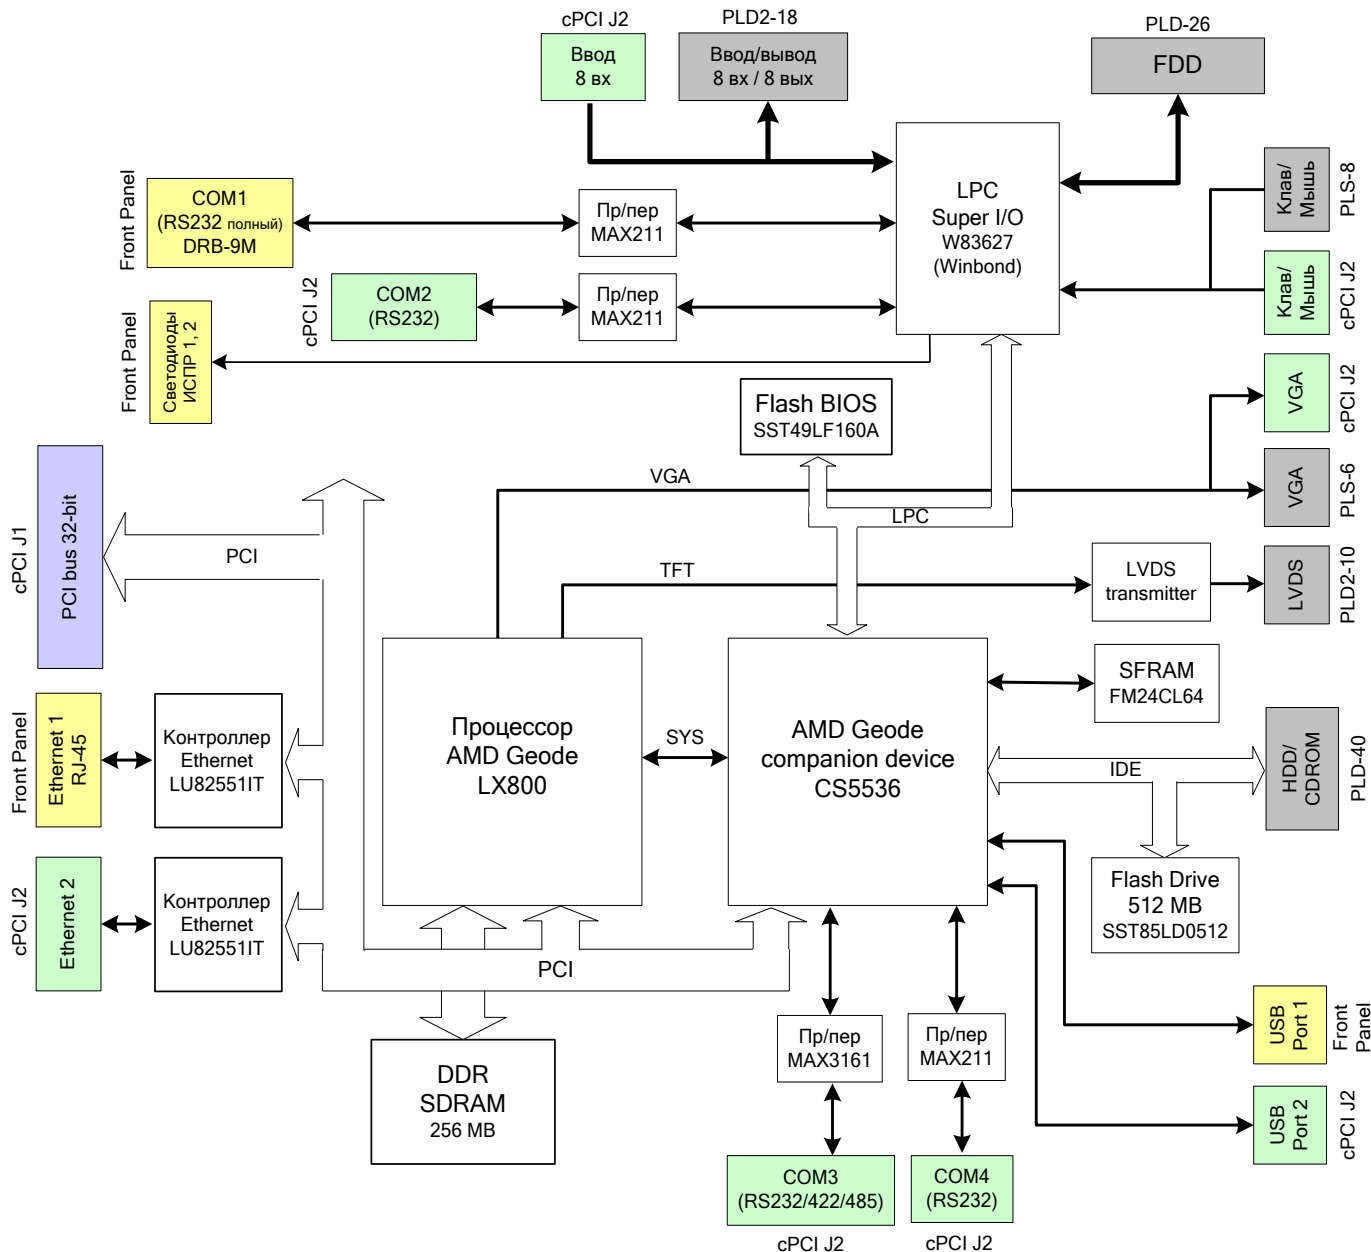 cPCI J2
PLD2-18
PLD-26
Ввод
8 вх
Ввод/вывод
8 вх / 8 вых
FDD
Front Panel
COM1
(RS232 полный)
DRB-9M
Пр/пер
MAX211
LPC
Super I/O
W83627
(Winbond)
Клав/
Мышь
PLS-8
cPCI J2
COM2
(RS232)
Пр/пер
MAX211
Клав/
Мышь
cPCI J2
Front Panel
Светодиоды
ИСПР 1, 2
Flash BIOS
SST49LF160A
VGA
cPCI J2
VGA
VGA
PLS-6
LPC
cPCI J1
PCI bus 32-bit
PCI
TFT
LVDS
transmitter
LVDS
PLD2-10
Процессор
AMD Geode
LX800
SYS
AMD Geode
companion device
CS5536
SFRAM
FM24CL64
Front Panel
Ethernet 1
RJ-45
Контроллер
Ethernet
LU82551IT
IDE
HDD/
CDROM
PLD-40
cPCI J2
Ethernet 2
Контроллер
Ethernet
LU82551IT
Flash Drive
512 MB
SST85LD0512
PCI
DDR
SDRAM
256 MB
Пр/пер
MAX3161
Пр/пер
MAX211
USB
Port 1
Front
Panel
USB
Port 2
cPCI J2
COM3
(RS232/422/485)
COM4
(RS232)
cPCI J2
cPCI J2